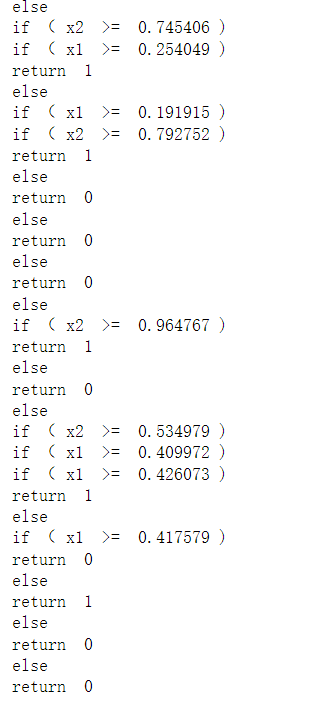 else
if ( x2 >= 0.745406 )
if ( x1 >= 0.254049 )
return 1
else
if ( x1 >= 0.191915 )
if ( x2 >= 0.792752 )
return 1
else
return 0
else
return 0
else
return 0
else
if ( x2 >= 0.964767 )
return 1
else
return 0
else
if ( x2 >= 0.534979 )
if ( x1 >= 0.409972 )
if ( x1 >= 0.426073 )
return 1
else
if ( x1 >= 0.417579 )
return 0
else
return 1
else
return 0
else
return 0